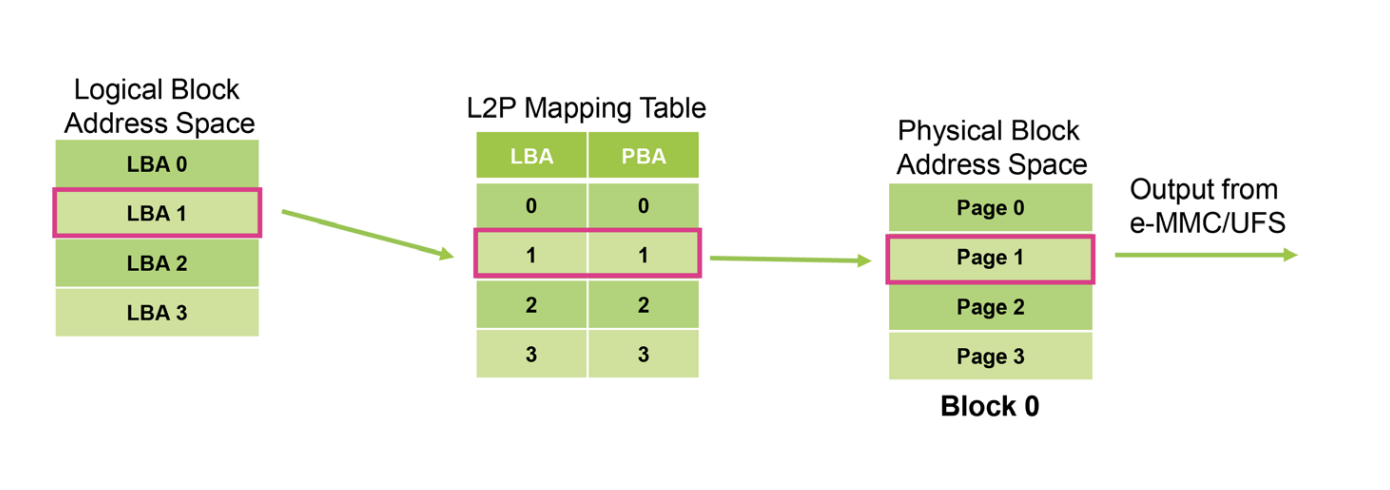 Logical Block
Address Space
LBA 0
LBA 1
LBA 2
LBA 3
L2P Mapping Table
LBA PBA
0 0
1 1
2 2
3 3
Physical Block
Address Space
Page 0
Page 1
Page 2
Page 3
Block 0
Output from
e-MMC/UFS